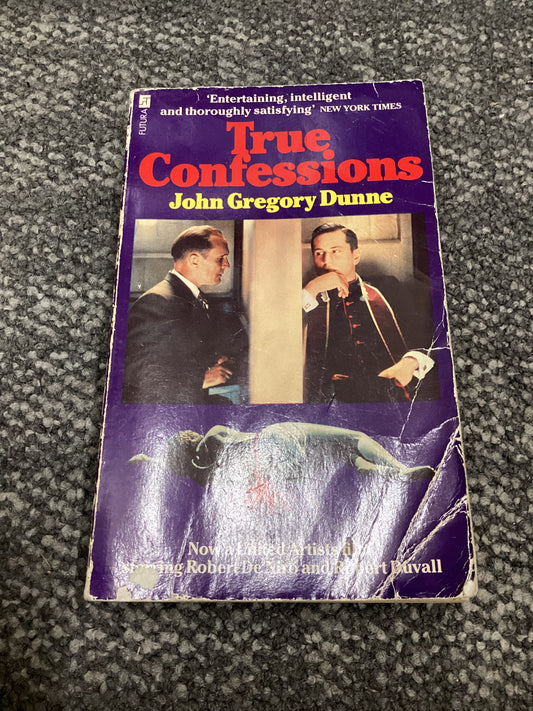 FUTURA
'Entertaining, intelligent
and thoroughly satisfying' NEW YORK TIMES
True
Confessions
John Gregory Dunne
Now a United Artists film
starring Robert De Niro and Robert Duvall